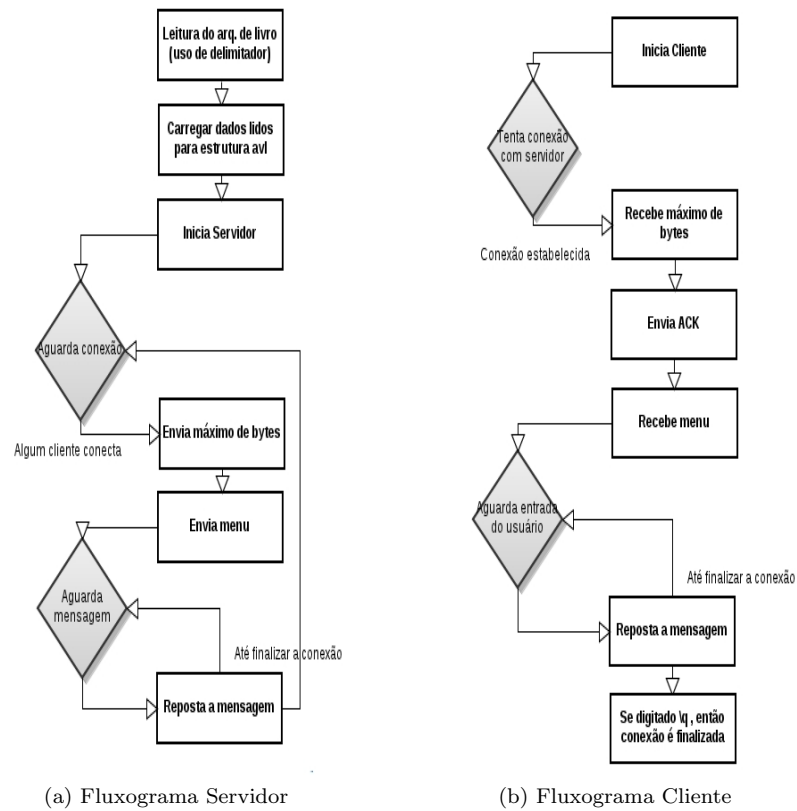 Leitura do arq. de livro
(uso de delimitador)
Carregar dados lidos
para estrutura avl
Inicia Servidor
Aguarda conexão
Algum cliente conecta
Envia máximo de bytes
Envia menu
Aguarda
mensagem
Até finalizar a conexão
Reposta a mensagem
(a) Fluxograma Servidor
Inicia Cliente
Tenta conexão
com servidor
Conexão estabelecida
Recebe máximo de
bytes
Envia ACK
Recebe menu
Aguarda entrada
do usuário
Até finalizar a conexão
Reposta a mensagem
Se digitado \q , então
conexão é finalizada
(b) Fluxograma Cliente